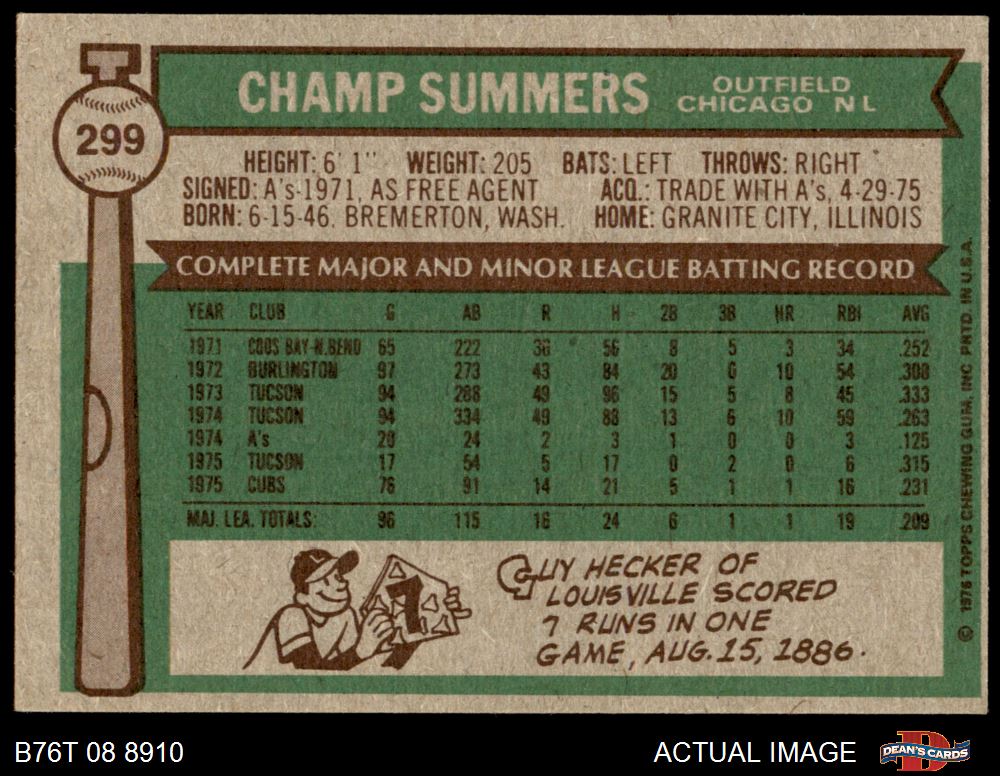 299
CHAMP SUMMERS OUTFIELD
CHICAGO N L
HEIGHT: 6' 1" WEIGHT: 205 BATS: LEFT THROWS: RIGHT
SIGNED: A's-1971, AS FREE AGENT ACQ.: TRADE WITH A's, 4-29-75
BORN: 6-15-46, BREMERTON, WASH. HOME: GRANITE CITY, ILLINOIS
COMPLETE MAJOR AND MINOR LEAGUE BATTING RECORD
YEAR CLUB G AB R H 2B 3B HR RBI AVG
1971 COOS BAY-N.BEND 65 222 36 56 8 5 3 34 .252
1972 BURLINGTON 97 273 43 84 20 6 10 54 .308
1973 TUCSON 94 288 49 96 15 5 8 45 .333
1974 TUCSON 94 334 49 88 13 6 10 59 .263
1974 A's 20 24 2 3 1 0 0 3 .125
1975 TUCSON 17 54 5 17 0 2 0 6 .315
1975 CUBS 76 91 14 21 5 1 1 16 .231
MAJ. LEA. TOTALS: 96 115 16 24 6 1 1 19 .209
7
GUY HECKER OF
LOUISVILLE SCORED
7 RUNS IN ONE
GAME, AUG. 15, 1886.
© 1976 TOPPS CHEWING GUM, INC PRTD. IN U.S.A.
B76T 08 8910 ACTUAL IMAGE DEAN'S CARDS